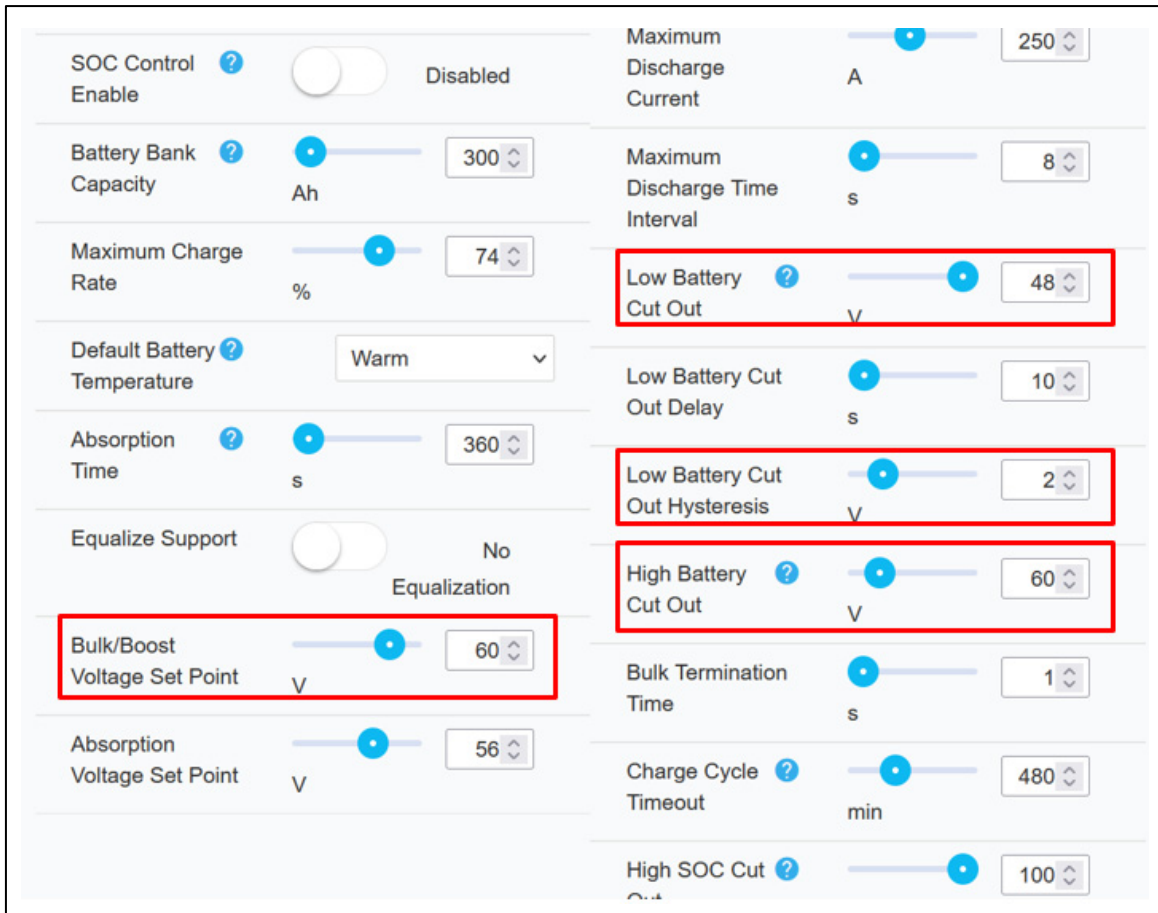 SOC Control ?
Enable
Disabled
Battery Bank ?
Capacity
Ah
300
Maximum Charge
Rate
%
74
Default Battery ?
Temperature
Warm
Absorption ?
Time
s
360
Equalize Support
No
Equalization
Bulk/Boost
Voltage Set Point
V
60
Absorption
Voltage Set Point
V
56
Maximum
Discharge
Current
A
250
Maximum
Discharge Time
Interval
s
8
Low Battery ?
Cut Out
V
48
Low Battery Cut
Out Delay
s
10
Low Battery Cut
Out Hysteresis
V
2
High Battery ?
Cut Out
V
60
Bulk Termination
Time
s
1
Charge Cycle ?
Timeout
min
480
High SOC Cut ?
Out
100